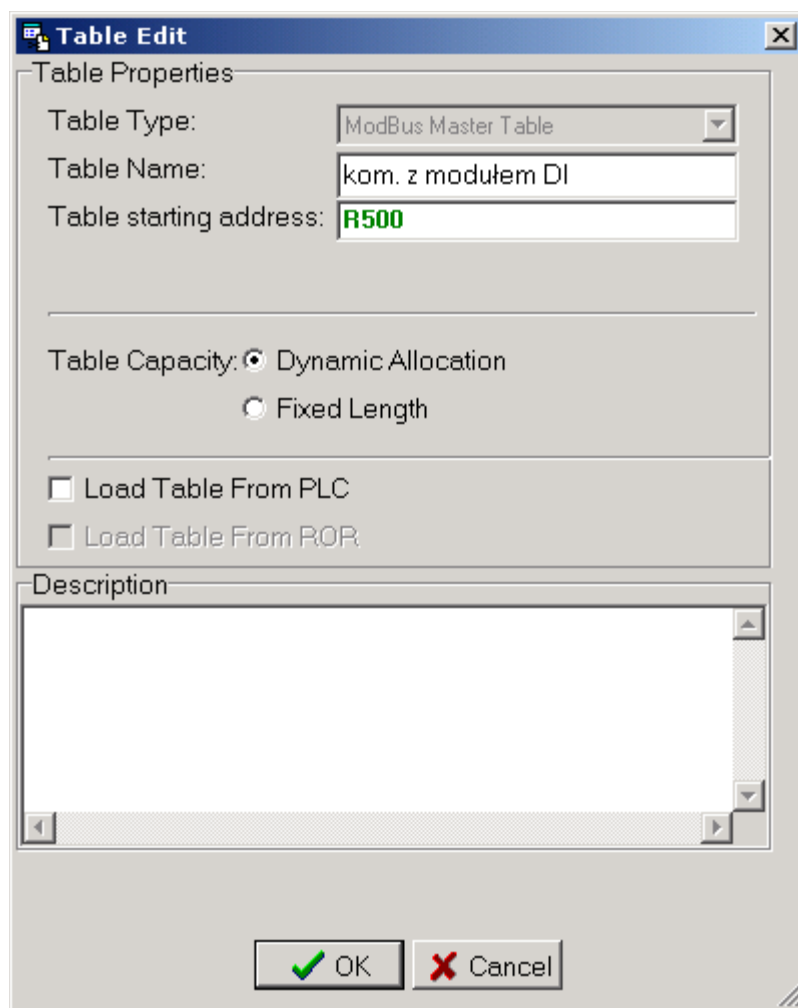 Table Edit
Table Properties
Table Type: ModBus Master Table
Table Name: kom. z modułem DI
Table starting address: R500
Table Capacity: Dynamic Allocation
Fixed Length
Load Table From PLC
Load Table From ROR
Description
OK Cancel